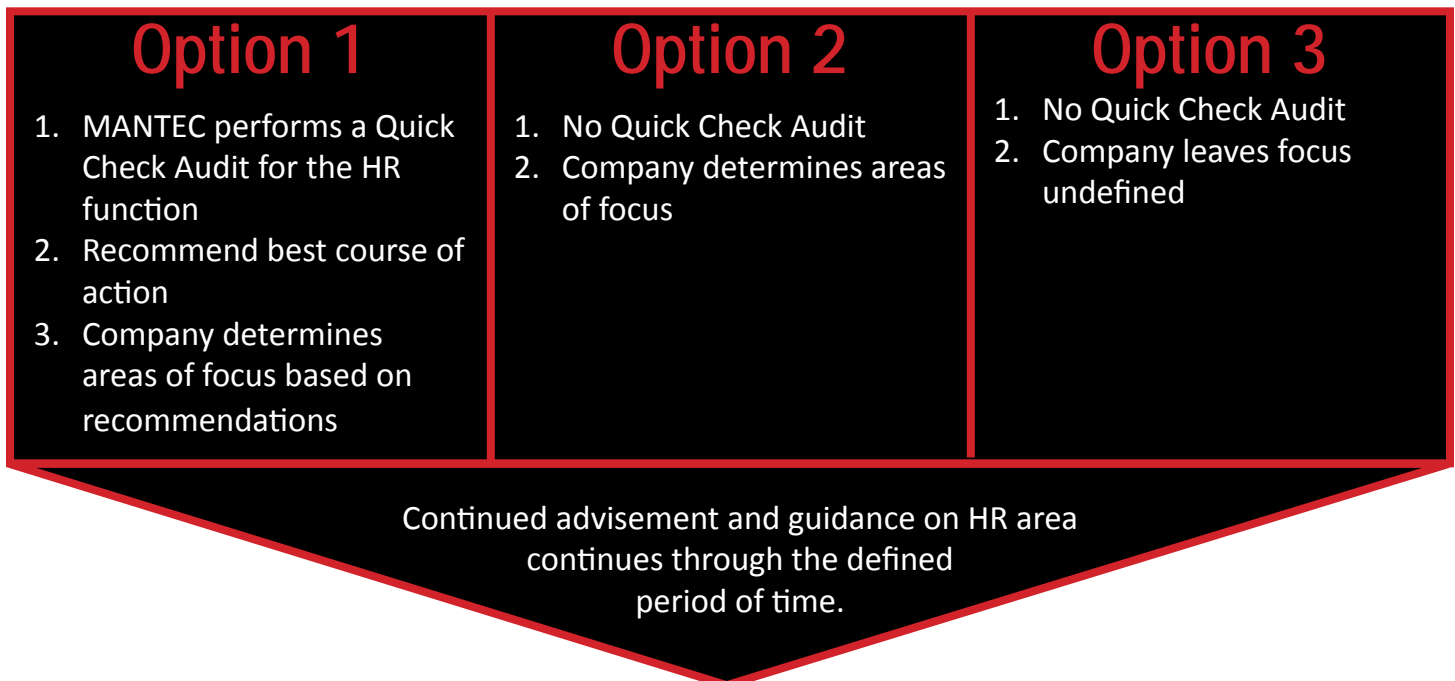 Option 1
1. MANTEC performs a Quick
Check Audit for the HR
function
2. Recommend best course of
action
3. Company determines
areas of focus based on
recommendations
Option 2
1. No Quick Check Audit
2. Company determines areas
of focus
Option 3
1. No Quick Check Audit
2. Company leaves focus
undefined
Continued advisement and guidance on HR area
continues through the defined
period of time.